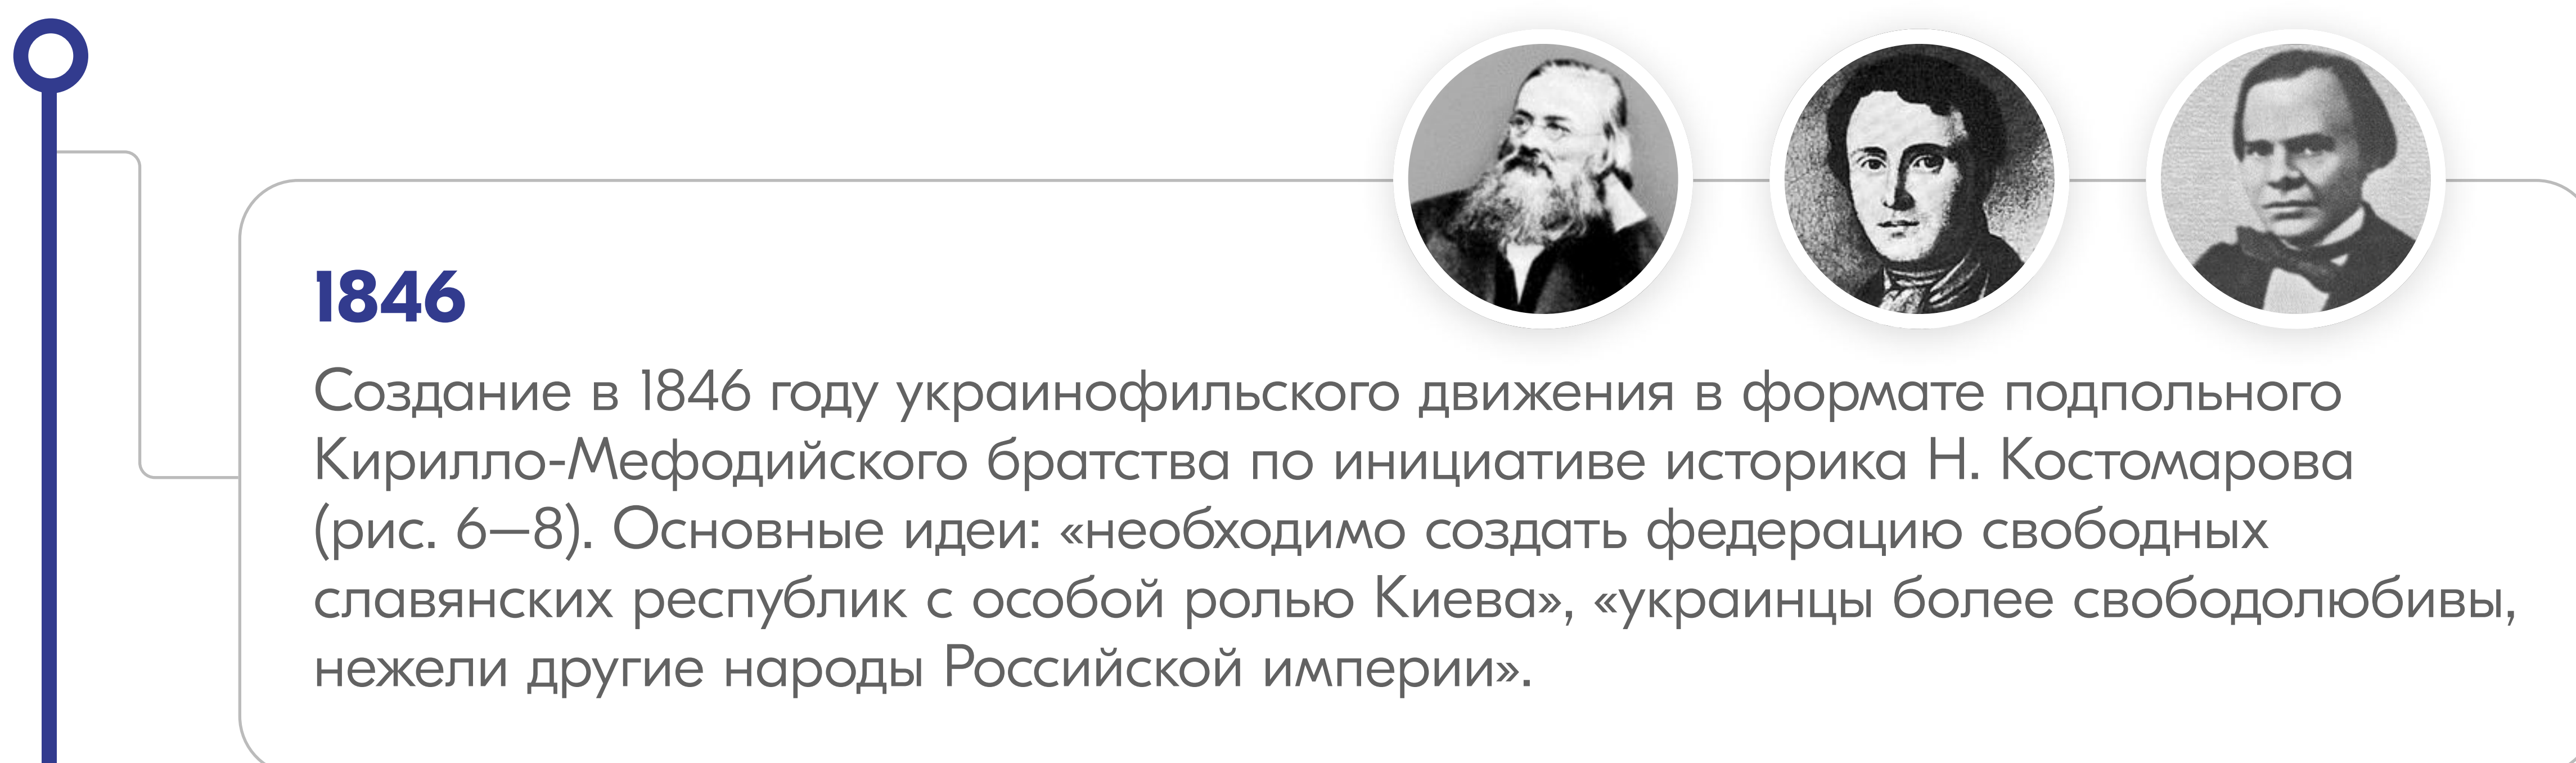 1846
Создание в 1846 году украинофильского движения в формате подпольного
Кирилло-Мефодийского братства по инициативе историка Н. Костомарова
(рис. 6—8). Основные идеи: «необходимо создать федерацию свободных
славянских республик с особой ролью Киева», «украинцы более свободолюбивы,
нежели другие народы Российской империи».